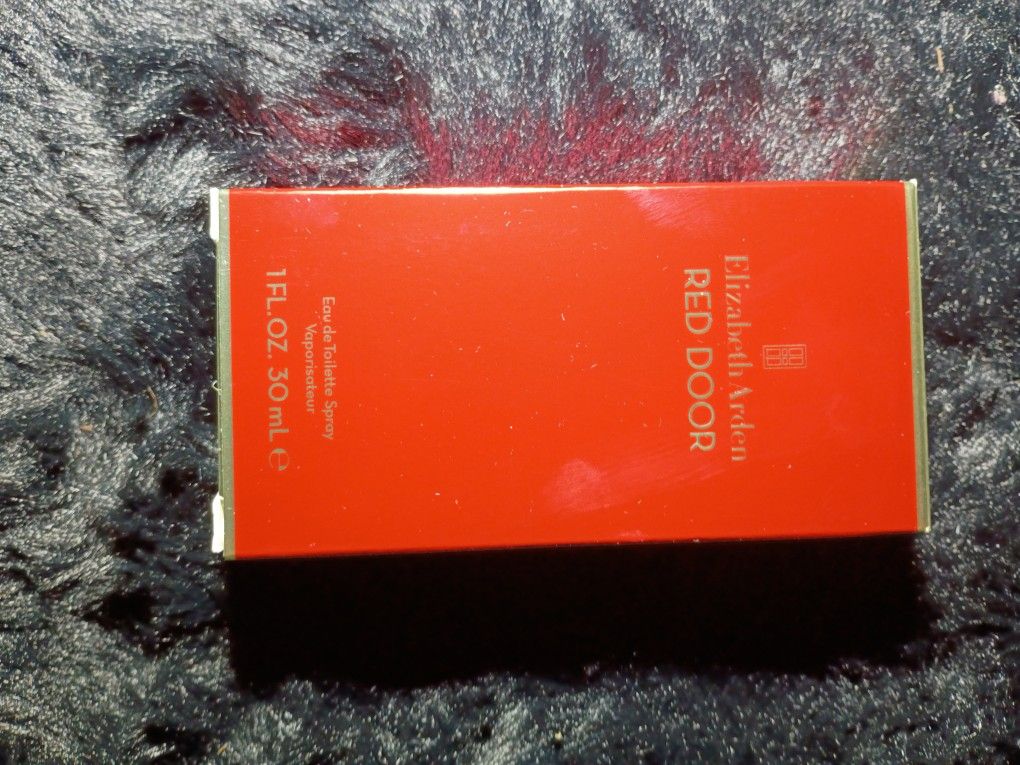 Elizabeth Arden
RED DOOR
Eau de Toilette Spray
Vaporisateur
1 FL.OZ. 30 mL ℮